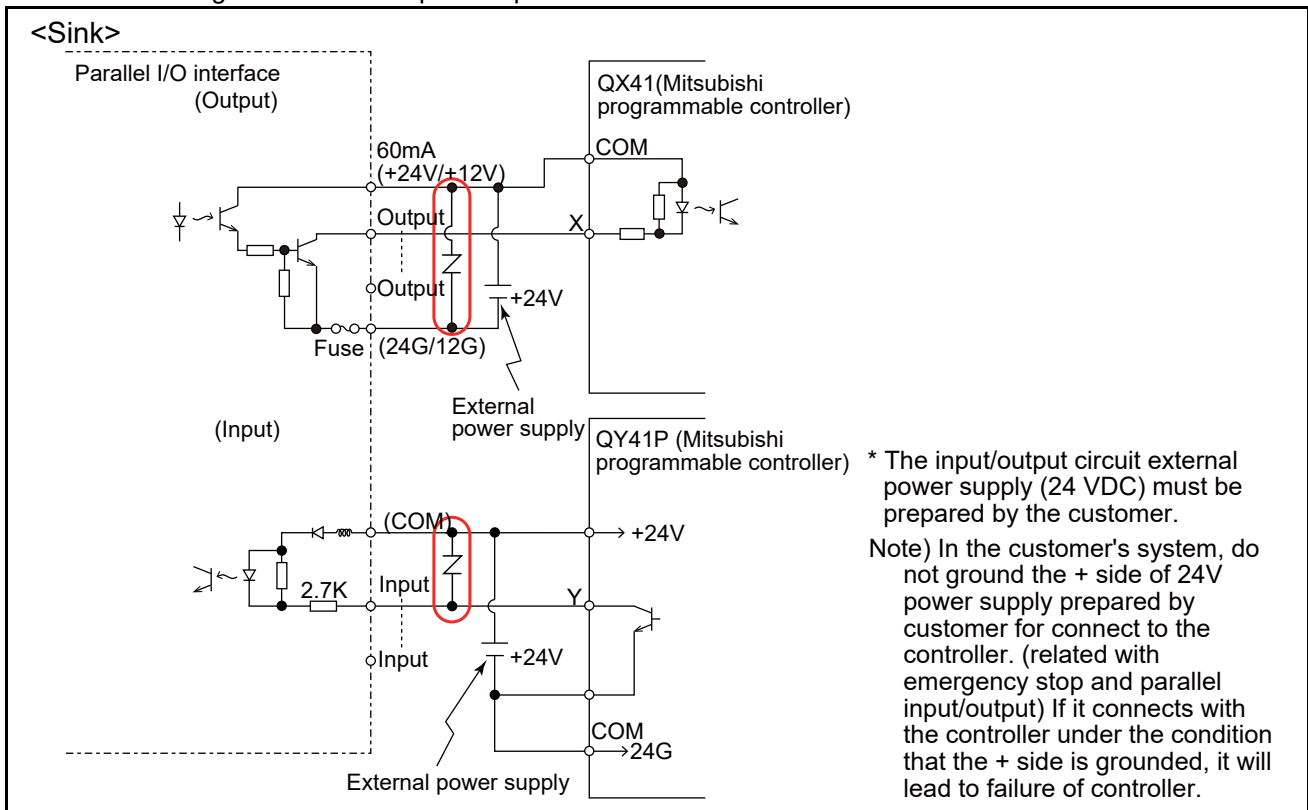 <Sink>
Parallel I/O interface
(Output)
QX41(Mitsubishi
programmable controller)
60mA
(+24V/+12V)
COM
Output
X
Output
+24V
Fuse
(24G/12G)
External
power supply
(Input)
QY41P (Mitsubishi
programmable controller)
(COM)
+24V
2.7K
Input
Y
Input
+24V
COM
24G
External power supply
* The input/output circuit external
power supply (24 VDC) must be
prepared by the customer.
Note) In the customer's system, do
not ground the + side of 24V
power supply prepared by
customer for connect to the
controller. (related with
emergency stop and parallel
input/output) If it connects with
the controller under the condition
that the + side is grounded, it will
lead to failure of controller.